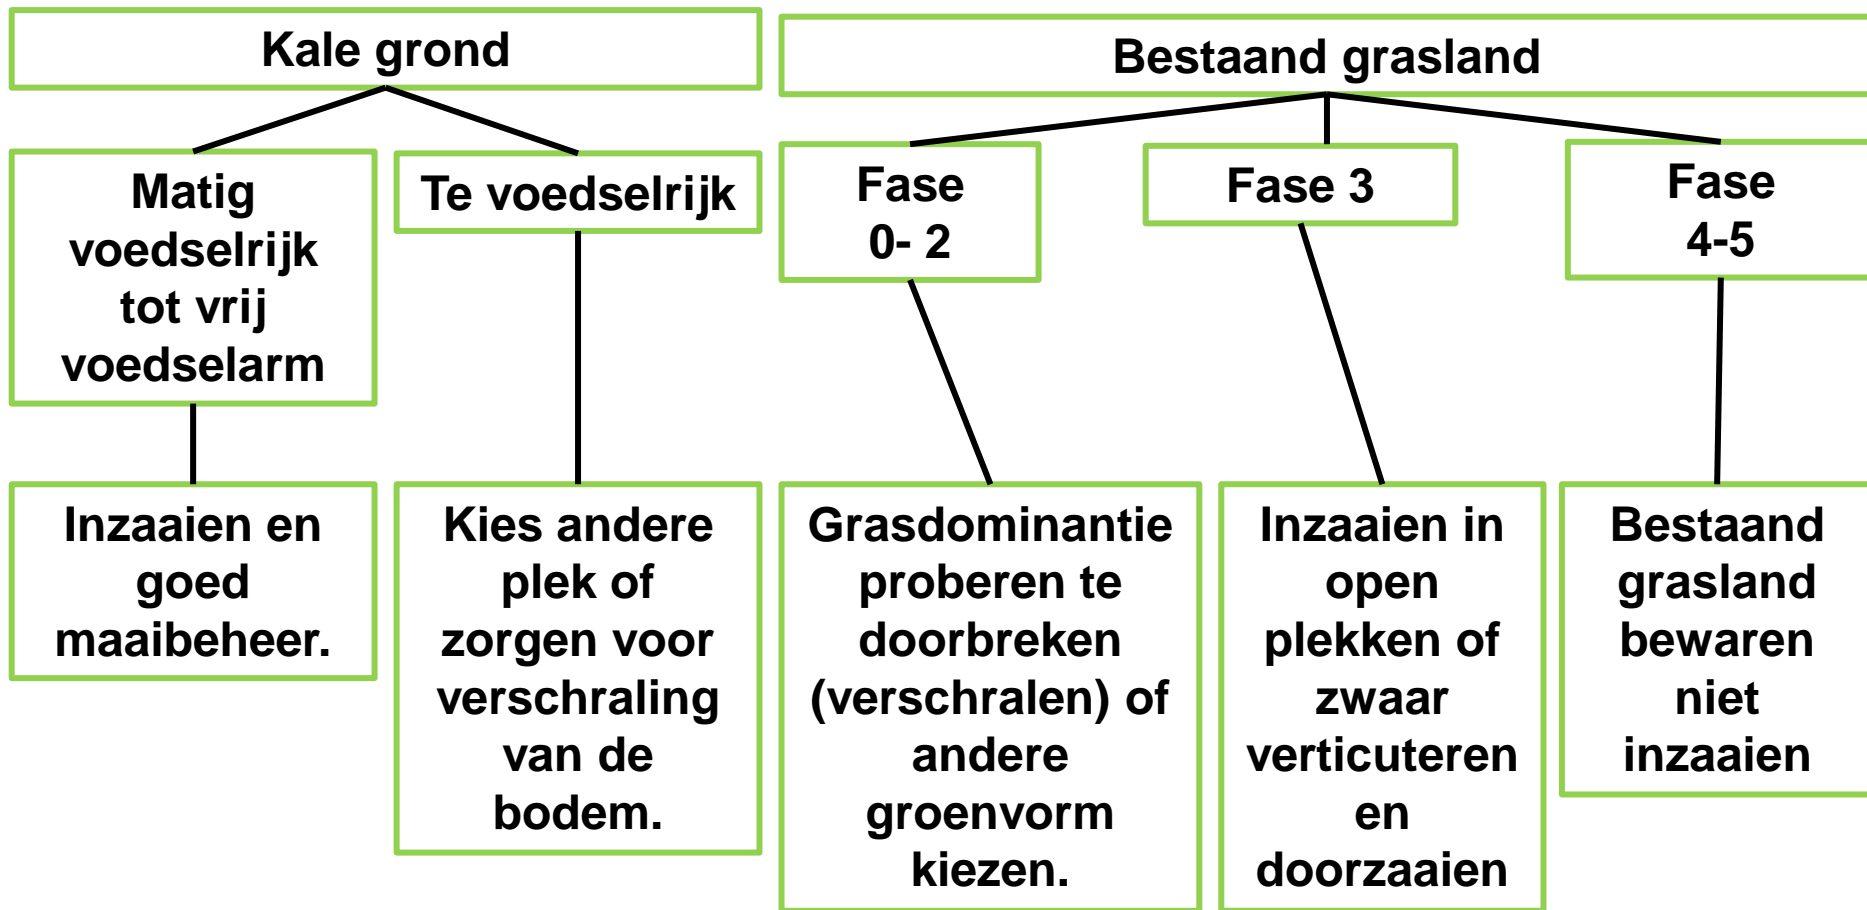 Kale grond
Bestaand grasland
Matig
voedselrijk
tot vrij
voedselarm
Te voedselrijk
Fase
0- 2
Fase 3
Fase
4-5
Inzaaien en
goed
maaibeheer.
Kies andere
plek of
zorgen voor
verschraling
van de
bodem.
Grasdominantie
proberen te
doorbreken
(verschralen) of
andere
groenvorm
kiezen.
Inzaaien in
open
plekken of
zwaar
verticuteren
en
doorzaaien
Bestaand
grasland
bewaren
niet
inzaaien